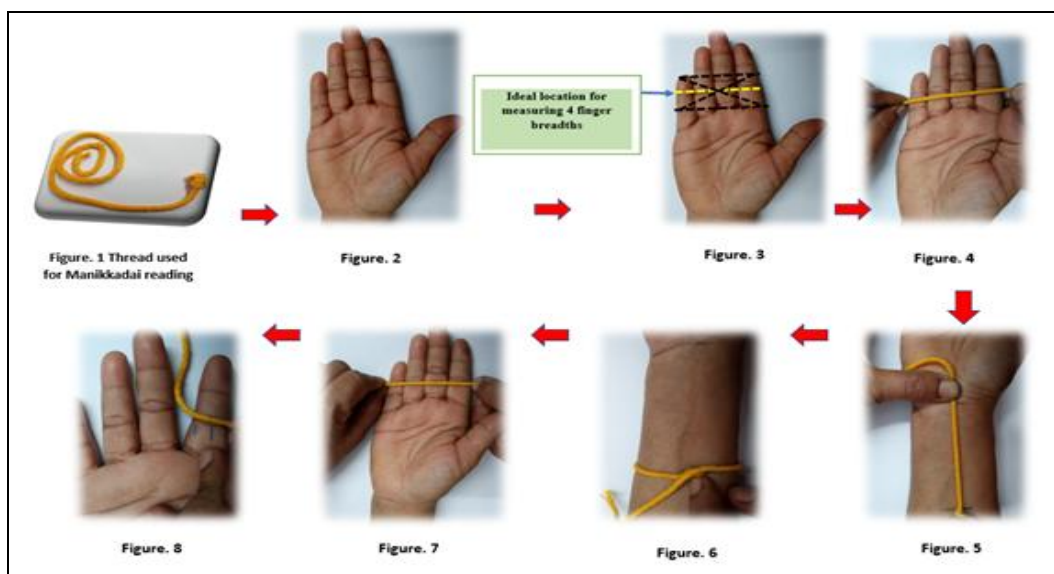 Ideal location for
measuring 4 finger
breadths
Figure. 1 Thread used
for Manikkadai reading
Figure. 2
Figure. 3
Figure. 4
Figure. 8
Figure. 7
Figure. 6
Figure. 5